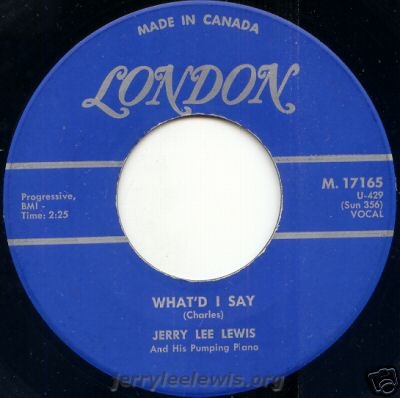 MADE IN CANADA
LONDON
Progressive,
BMI -
Time: 2:25
M. 17165
U-429
(Sun 356)
VOCAL
WHAT'D I SAY
(Charles)
JERRY LEE LEWIS
And His Pumping Piano
jerryleelewis.org